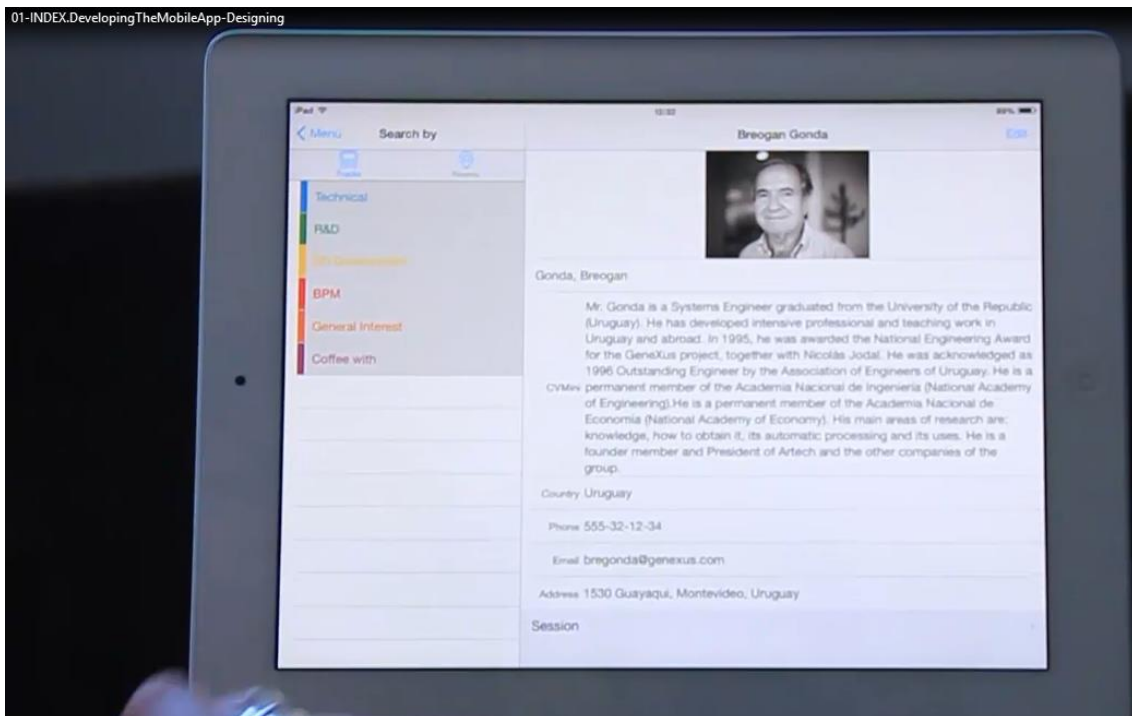 01-INDEX.DevelopingTheMobileApp-Designing
iPad
Menu
Search by
Breogan Gonda
Edit
Tracks
Technical
R&D
BPM
General Interest
Coffee with
Gonda, Breogan
Mr. Gonda is a Systems Engineer graduated from the University of the Republic
(Uruguay). He has developed intensive professional and teaching work in
Uruguay and abroad. In 1995, he was awarded the National Engineering Award
for the GeneXus project, together with Nicolás Jodal. He was acknowledged as
1996 Outstanding Engineer by the Association of Engineers of Uruguay. He is a
CVMini permanent member of the Academia Nacional de Ingeniería (National Academy
of Engineering).He is a permanent member of the Academia Nacional de
Economía (National Academy of Economy). His main areas of research are:
knowledge, how to obtain it, its automatic processing and its uses. He is a
founder member and President of Artech and the other companies of the
group.
Country Uruguay
Phone 555-32-12-34
Email bregonda@genexus.com
Address 1530 Guayaqui, Montevideo, Uruguay
Session